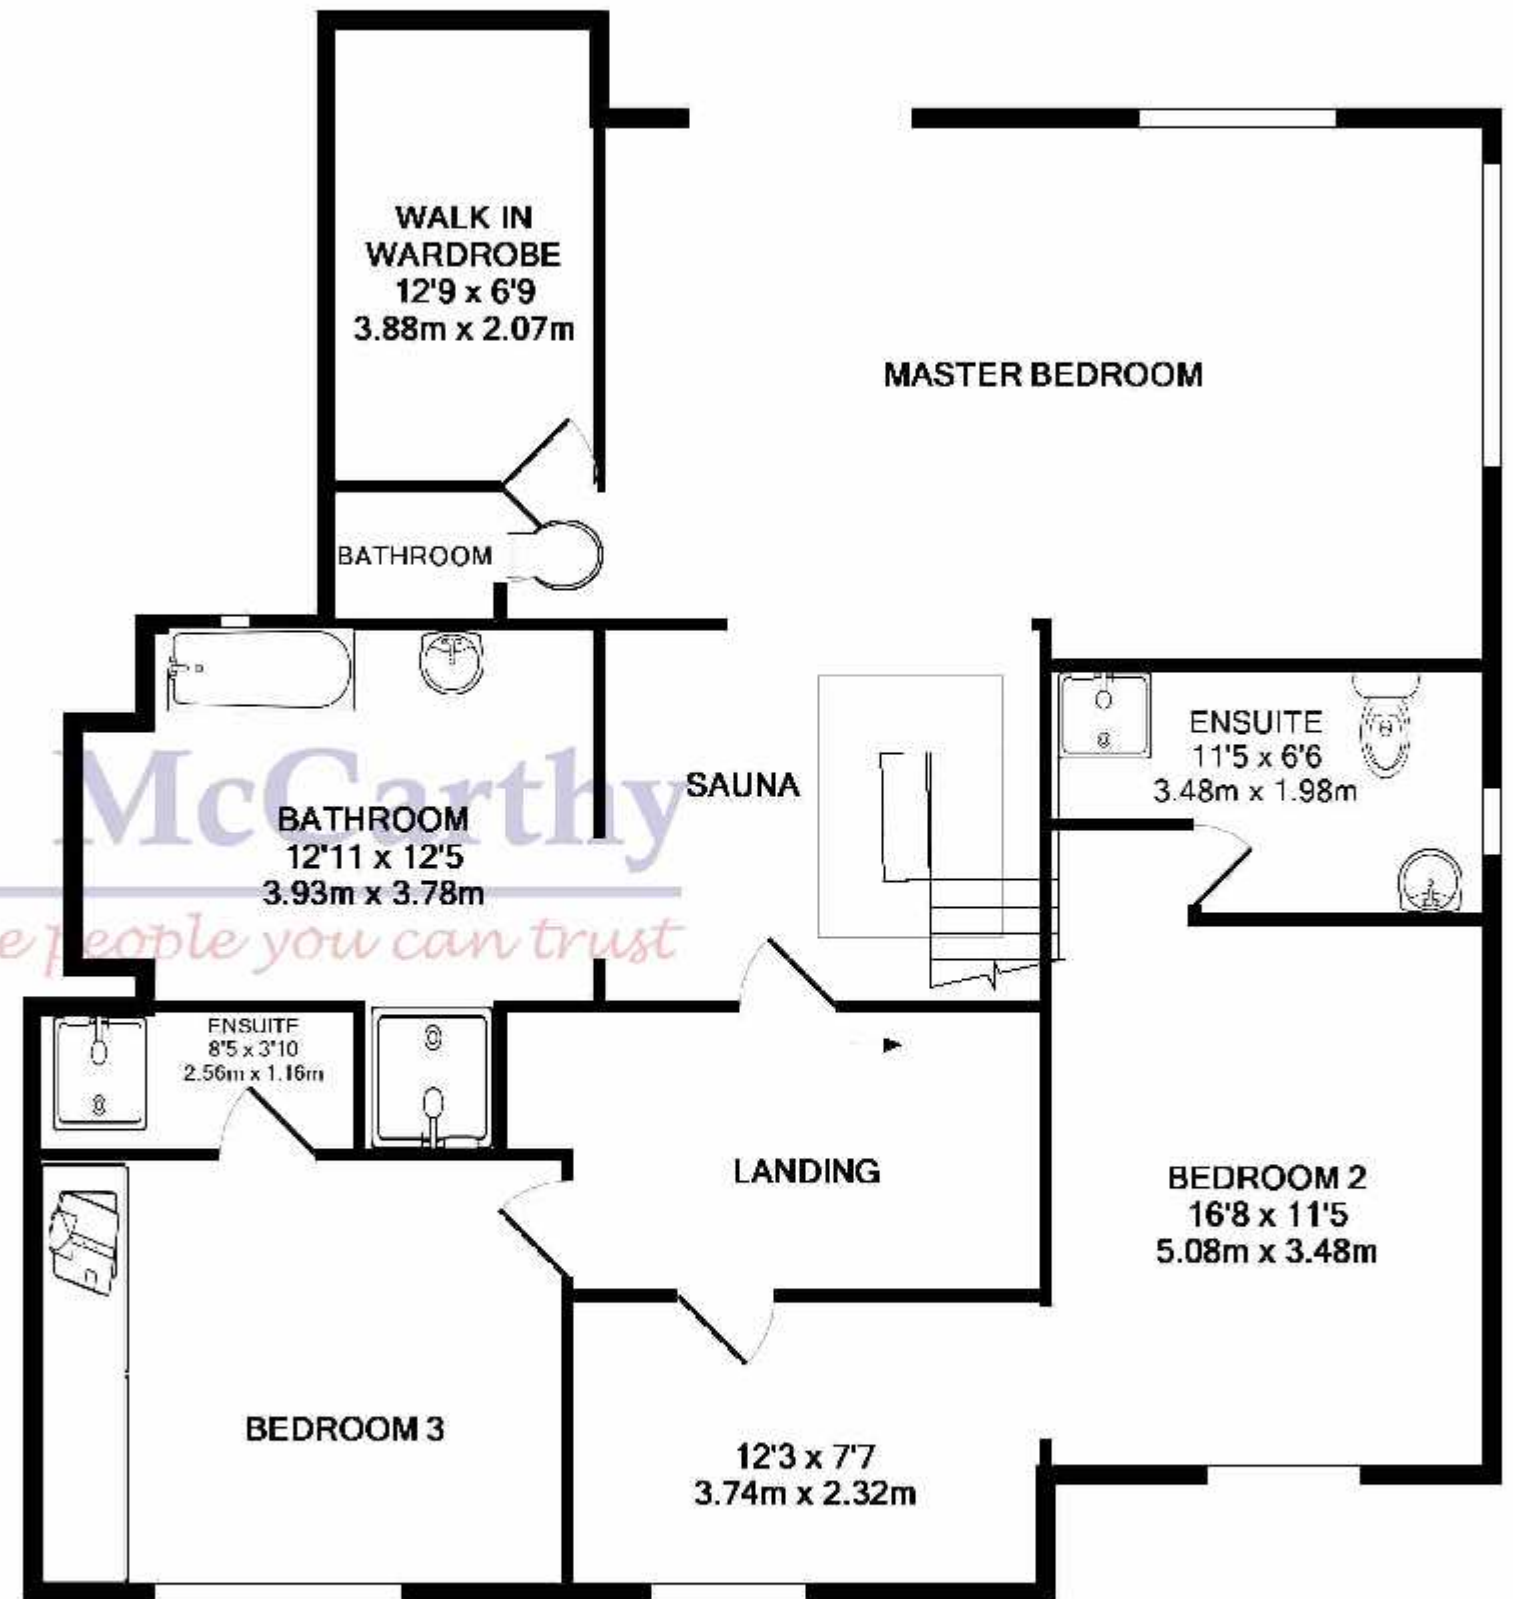 WALK IN
WARDROBE
12'9 x 6'9
3.88m x 2.07m
MASTER BEDROOM
BATHROOM
ENSUITE
11'5 x 6'6
3.48m x 1.98m
SAUNA
McCarthy
BATHROOM
12'11 x 12'5
3.93m x 3.78m
e people you can trust
ENSUITE
8'5 x 3'10
2.56m x 1.16m
LANDING
BEDROOM 2
16'8 x 11'5
5.08m x 3.48m
BEDROOM 3
12'3 x 7'7
3.74m x 2.32m